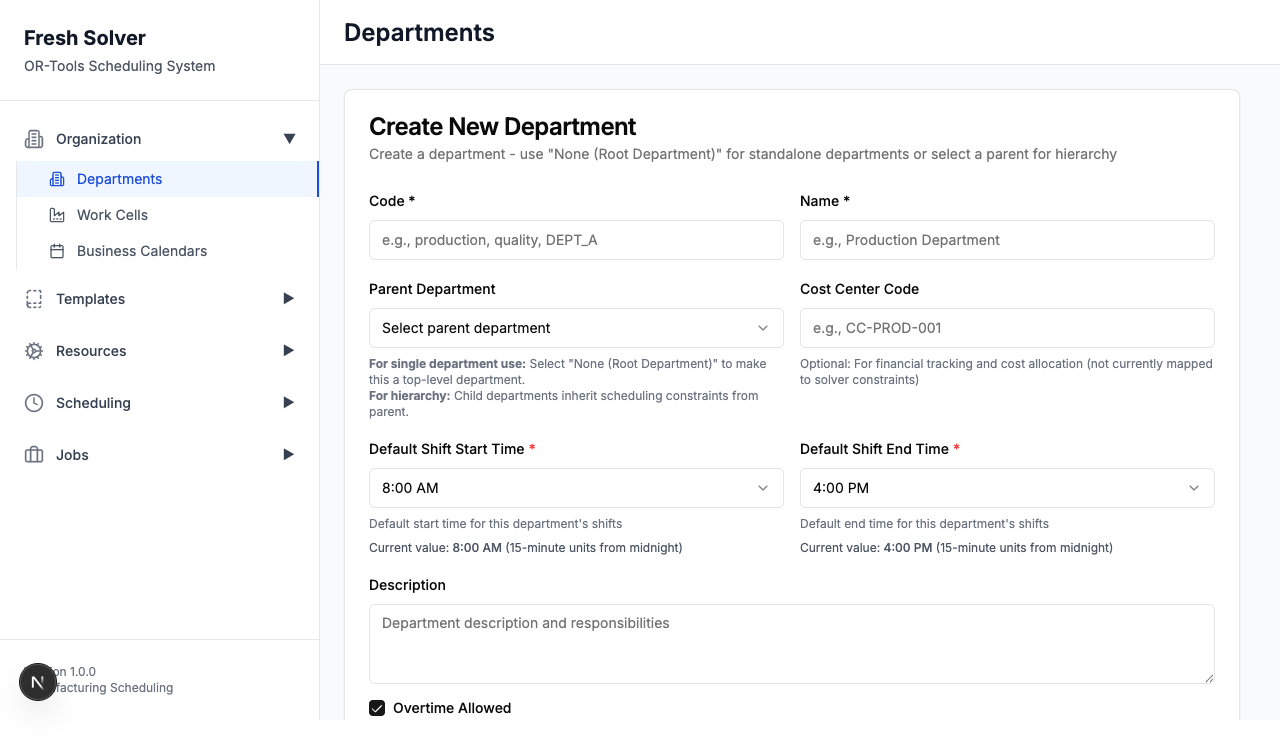 Fresh Solver
OR-Tools Scheduling System
Organization
Departments
Work Cells
Business Calendars
Templates
Resources
Scheduling
Jobs
1.0.0
Scheduling
N
Departments
Create New Department
Create a department - use "None (Root Department)" for standalone departments or select a parent for hierarchy
Code *
e.g., production, quality, DEPT_A
Name *
e.g., Production Department
Parent Department
Select parent department
For single department use: Select "None (Root Department)" to make
this a top-level department.
For hierarchy: Child departments inherit scheduling constraints from
parent.
Cost Center Code
e.g., CC-PROD-001
Optional: For financial tracking and cost allocation (not currently mapped
to solver constraints)
Default Shift Start Time *
8:00 AM
Default start time for this department's shifts
Current value: 8:00 AM (15-minute units from midnight)
Default Shift End Time *
4:00 PM
Default end time for this department's shifts
Current value: 4:00 PM (15-minute units from midnight)
Description
Department description and responsibilities
Overtime Allowed